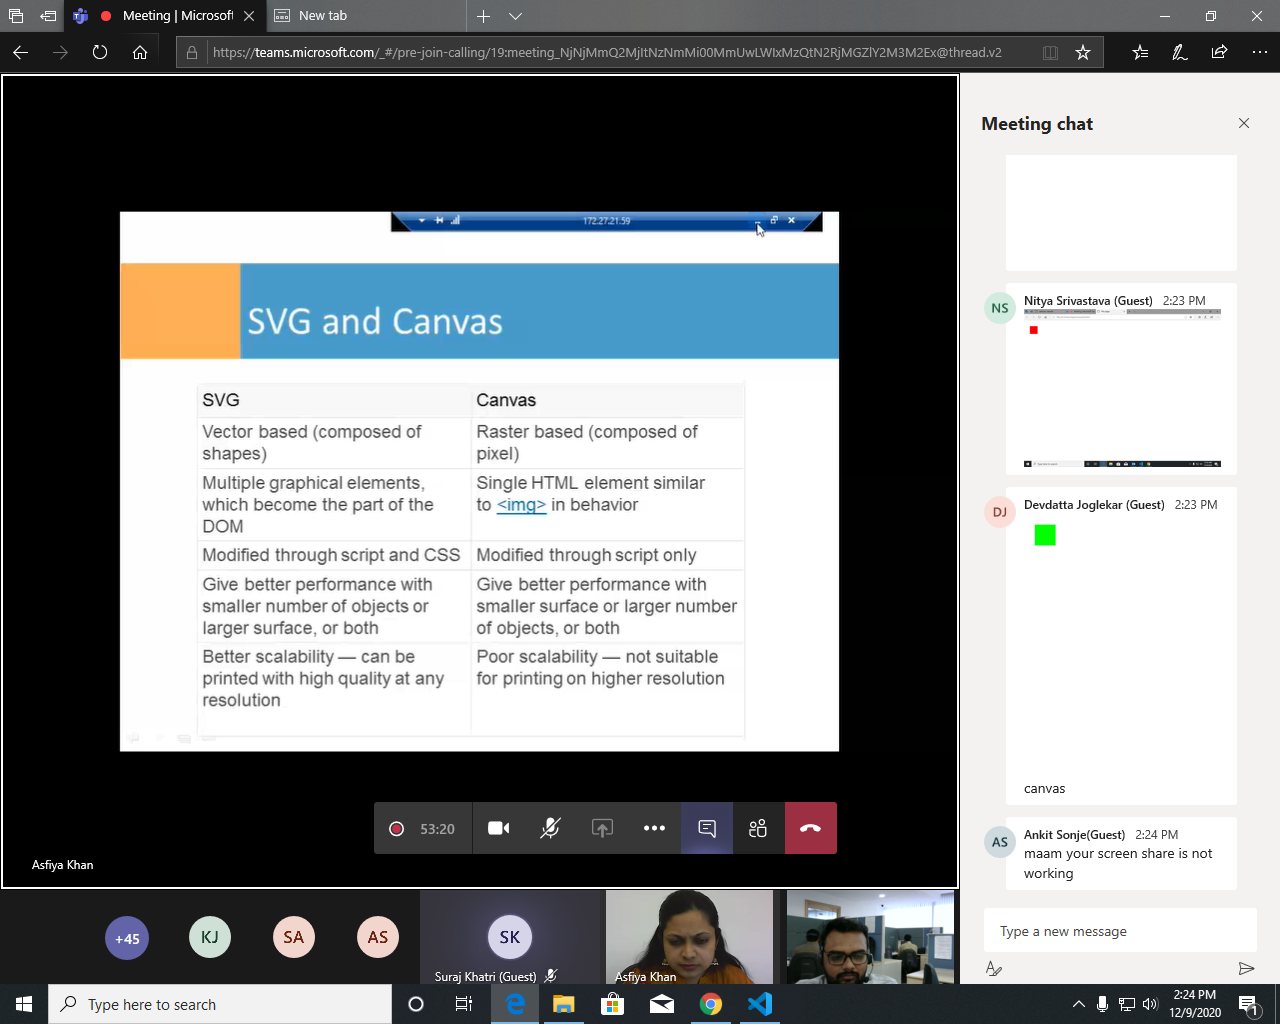 Meeting | Microsoft
New tab
https://teams.microsoft.com/_#/pre-join-calling/19:meeting_NjNjMmQ2MjItNzNmMi00MmUwLWIxMzQtN2RjMGZlY2M3M2Ex@thread.v2
172.27.21.59
SVG and Canvas
SVG
Canvas
Vector based (composed of
shapes)
Raster based (composed of
pixel)
Multiple graphical elements,
which become the part of the
DOM
Single HTML element similar
to <img> in behavior
Modified through script and CSS
Modified through script only
Give better performance with
smaller number of objects or
larger surface, or both
Give better performance with
smaller surface or larger number
of objects, or both
Better scalability — can be
printed with high quality at any
resolution
Poor scalability — not suitable
for printing on higher resolution
53:20
Asfiya Khan
+45
KJ
SA
AS
SK
Suraj Khatri (Guest)
Asfiya Khan
Meeting chat
NS
Nitya Srivastava (Guest) 2:23 PM
DJ
Devdatta Joglekar (Guest) 2:23 PM
canvas
AS
Ankit Sonje(Guest) 2:24 PM
maam your screen share is not
working
Type a new message
Type here to search
2:24 PM
12/9/2020
1